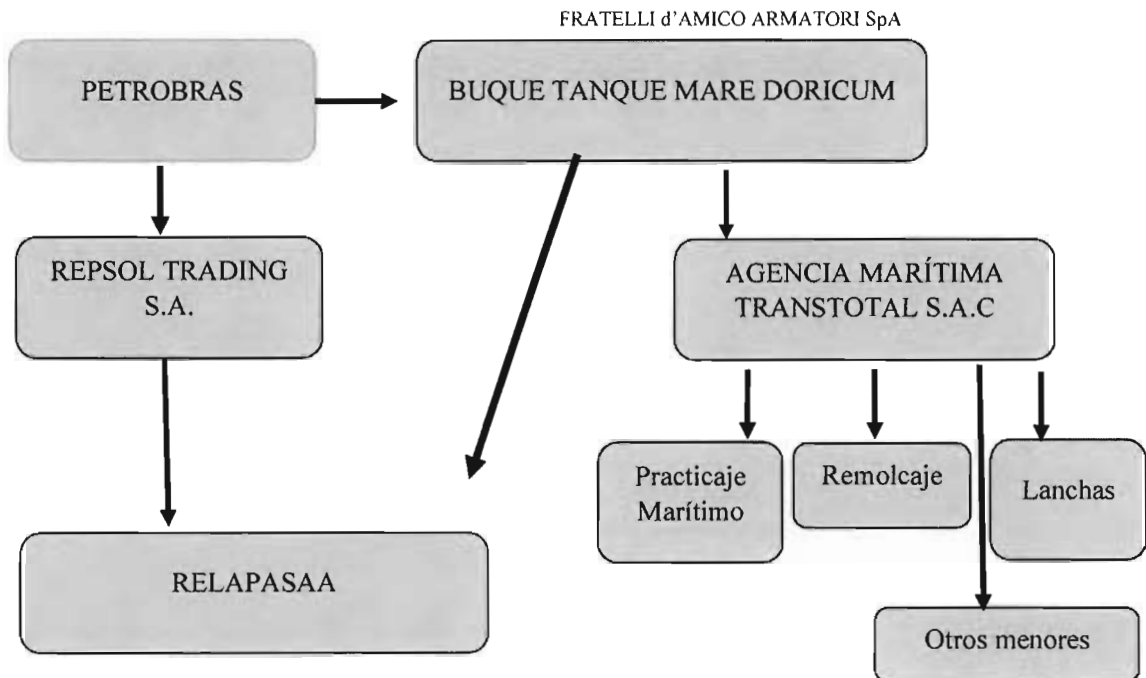 FRATELLI d'AMICO ARMATORI SpA
PETROBRAS
BUQUE TANQUE MARE DORICUM
REPSOL TRADING
S.A.
AGENCIA MARÍTIMA
TRANSTOTAL S.A.C
Practicaje
Marítimo
Remolcaje
Lanchas
RELAPASAA
Otros menores